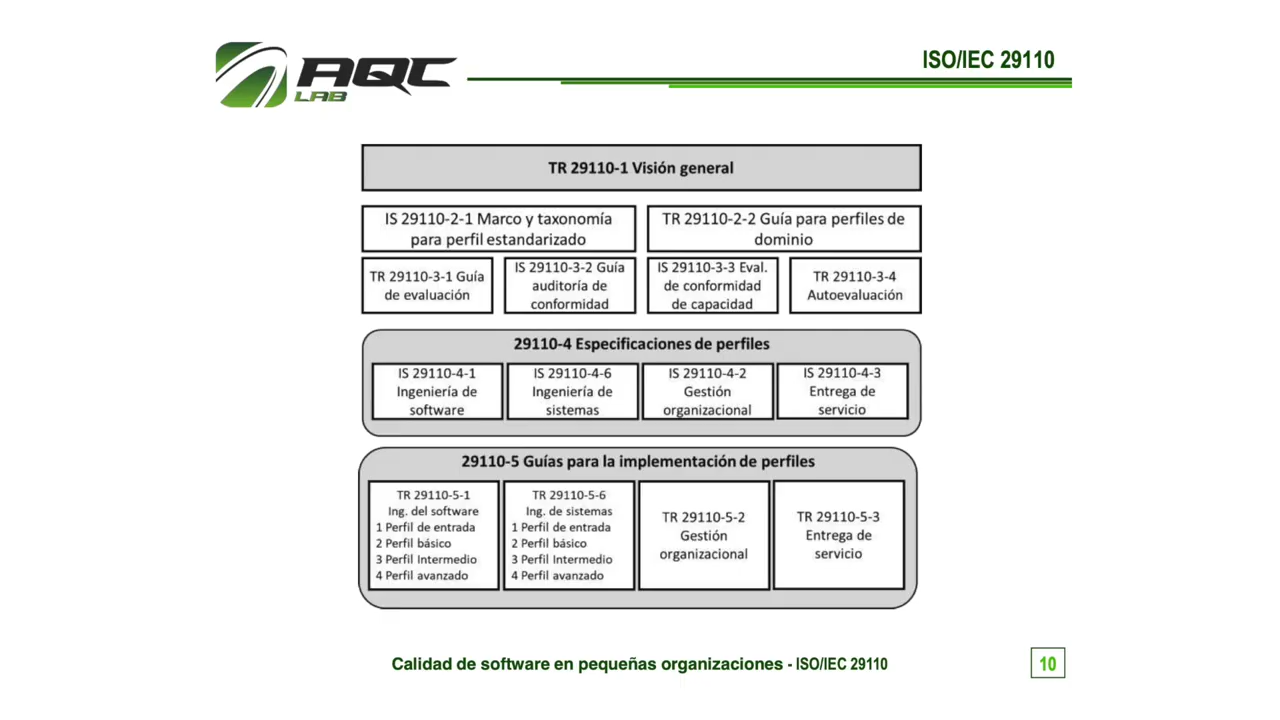 AQC
LAB
ISO/IEC 29110
TR 29110-1 Visión general
IS 29110-2-1 Marco y taxonomía
para perfil estandarizado
TR 29110-2-2 Guía para perfiles de
dominio
TR 29110-3-1 Guía
de evaluación
IS 29110-3-2 Guía
auditoría de
conformidad
IS 29110-3-3 Eval.
de conformidad
de capacidad
TR 29110-3-4
Autoevaluación
29110-4 Especificaciones de perfiles
IS 29110-4-1
Ingeniería de
software
IS 29110-4-6
Ingeniería de
sistemas
IS 29110-4-2
Gestión
organizacional
IS 29110-4-3
Entrega de
servicio
29110-5 Guías para la implementación de perfiles
TR 29110-5-1
Ing. del software
1 Perfil de entrada
2 Perfil básico
3 Perfil Intermedio
4 Perfil avanzado
TR 29110-5-6
Ing. de sistemas
1 Perfil de entrada
2 Perfil básico
3 Perfil Intermedio
4 Perfil avanzado
TR 29110-5-2
Gestión
organizacional
TR 29110-5-3
Entrega de
servicio
Calidad de software en pequeñas organizaciones - ISO/IEC 29110
10